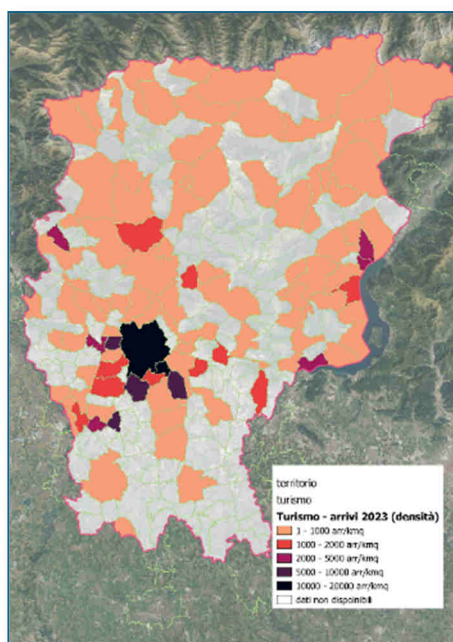 territorio
turismo
Turismo - arrivi 2023 (densità)
1 - 1000 arr/kmq
1000 - 2000 arr/kmq
2000 - 5000 arr/kmq
5000 - 10000 arr/kmq
10000 - 20000 arr/kmq
dati non disponibili